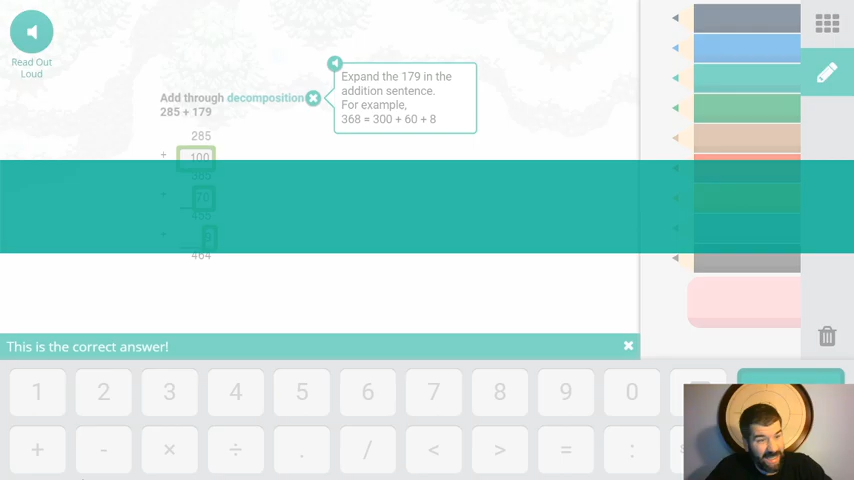 Read Out
Loud
Add through decomposition
285 + 179
Expand the 179 in the
addition sentence.
For example,
368 = 300 + 60 + 8
285
+ 100
385
+ 70
455
+ 9
464
This is the correct answer!
1 2 3 4 5 6 7 8 9 0
+ - × ÷ . / < > = :